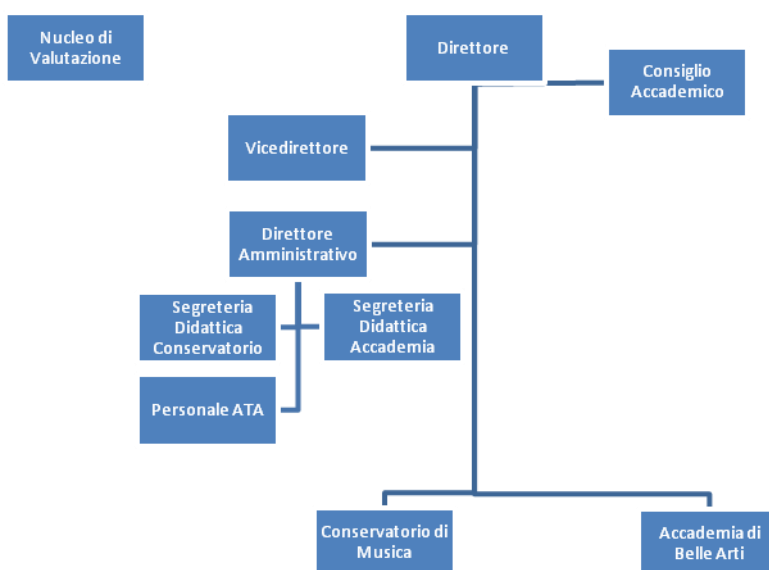 Nucleo di
Valutazione
Direttore
Consiglio
Accademico
Vicedirettore
Direttore
Amministrativo
Segreteria
Didattica
Conservatorio
Segreteria
Didattica
Accademia
Personale ATA
Conservatorio di
Musica
Accademia di
Belle Arti